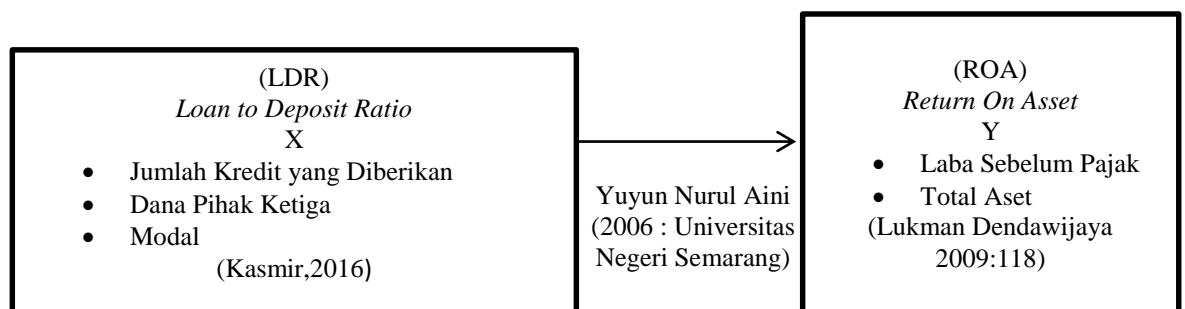 (LDR)
Loan to Deposit Ratio
X
• Jumlah Kredit yang Diberikan
• Dana Pihak Ketiga
• Modal
(Kasmir,2016)
Yuyun Nurul Aini
(2006 : Universitas
Negeri Semarang)
(ROA)
Return On Asset
Y
• Laba Sebelum Pajak
• Total Aset
(Lukman Dendawijaya
2009:118)